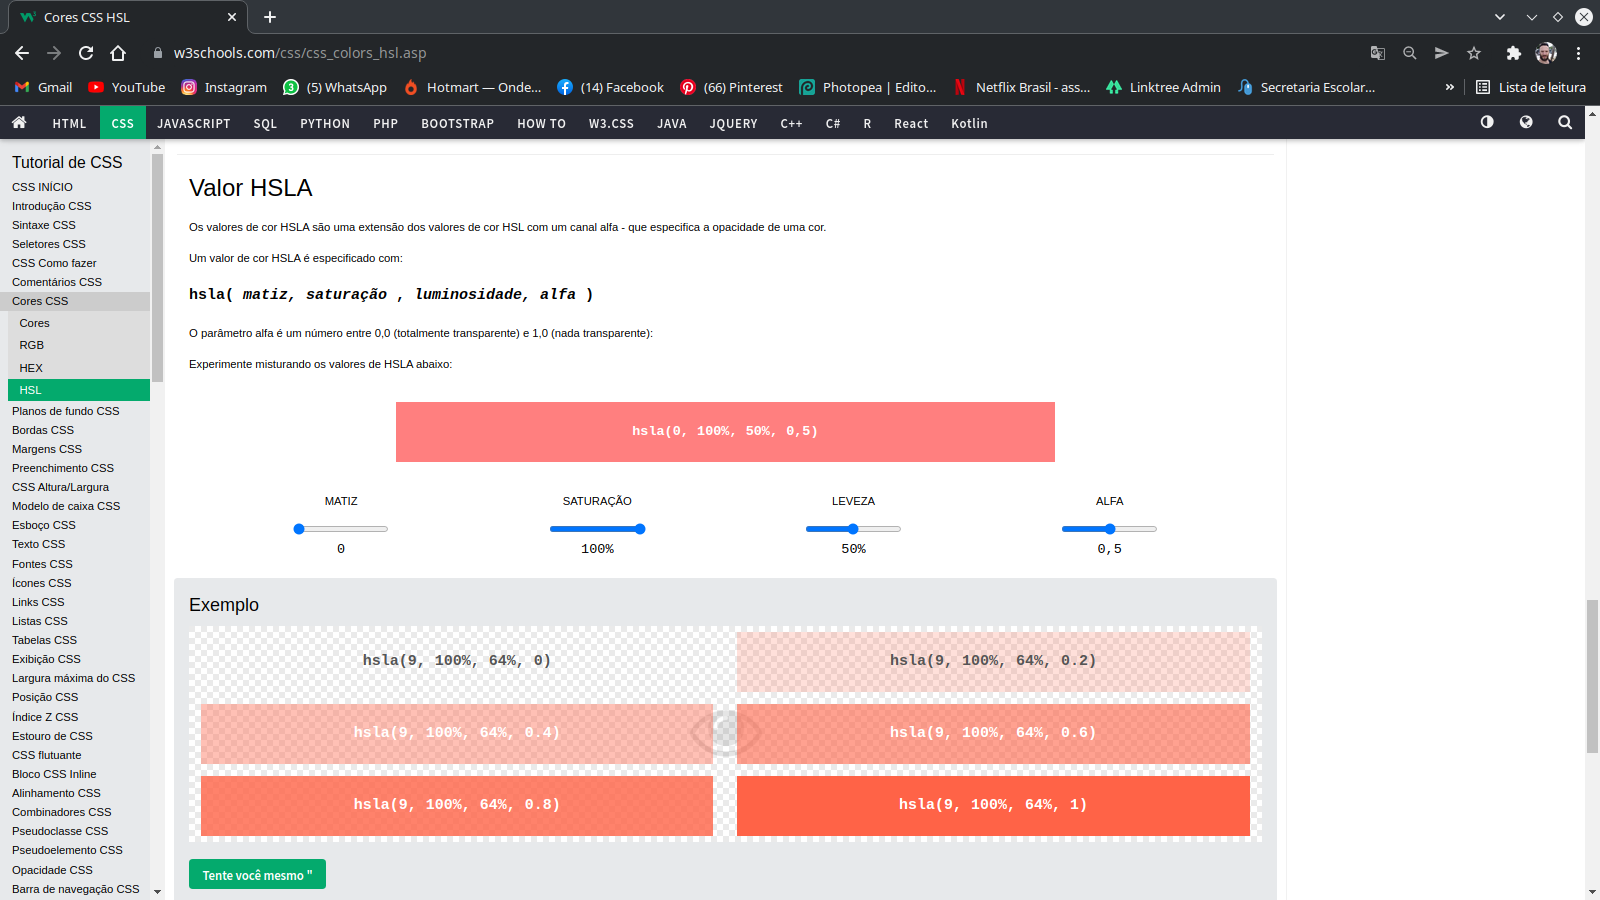 Cores CSS HSL
w3schools.com/css/css_colors_hsl.asp
Gmail
YouTube
Instagram
3
(5) WhatsApp
Hotmart — Onde...
(14) Facebook
(66) Pinterest
Photopea | Edito...
Netflix Brasil - ass...
Linktree Admin
Secretaria Escolar...
»
Lista de leitura
HTML
CSS
JAVASCRIPT
SQL
PYTHON
PHP
BOOTSTRAP
HOW TO
W3.CSS
JAVA
JQUERY
C++
C#
R
React
Kotlin
Tutorial de CSS
CSS INÍCIO
Introdução CSS
Sintaxe CSS
Seletores CSS
CSS Como fazer
Comentários CSS
Cores CSS
Cores
RGB
HEX
HSL
Planos de fundo CSS
Bordas CSS
Margens CSS
Preenchimento CSS
CSS Altura/Largura
Modelo de caixa CSS
Esboço CSS
Texto CSS
Fontes CSS
Ícones CSS
Links CSS
Listas CSS
Tabelas CSS
Exibição CSS
Largura máxima do CSS
Posição CSS
Índice Z CSS
Estouro de CSS
CSS flutuante
Bloco CSS Inline
Alinhamento CSS
Combinadores CSS
Pseudoclasse CSS
Pseudoelemento CSS
Opacidade CSS
Barra de navegação CSS
Valor HSLA
Os valores de cor HSLA são uma extensão dos valores de cor HSL com um canal alfa - que especifica a opacidade de uma cor.
Um valor de cor HSLA é especificado com:
hsla( matiz, saturação , luminosidade, alfa )
O parâmetro alfa é um número entre 0,0 (totalmente transparente) e 1,0 (nada transparente):
Experimente misturando os valores de HSLA abaixo:
hsla(0, 100%, 50%, 0,5)
MATIZ
SATURAÇÃO
LEVEZA
ALFA
0
100%
50%
0,5
Exemplo
hsla(9, 100%, 64%, 0)
hsla(9, 100%, 64%, 0.2)
hsla(9, 100%, 64%, 0.4)
hsla(9, 100%, 64%, 0.6)
hsla(9, 100%, 64%, 0.8)
hsla(9, 100%, 64%, 1)
Tente você mesmo "